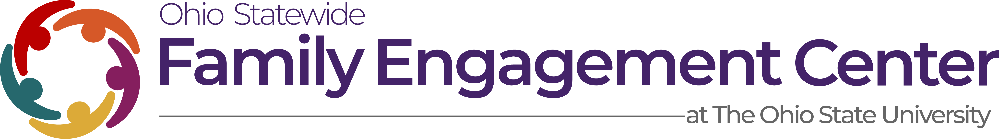 Ohio Statewide
Family Engagement Center
at The Ohio State University